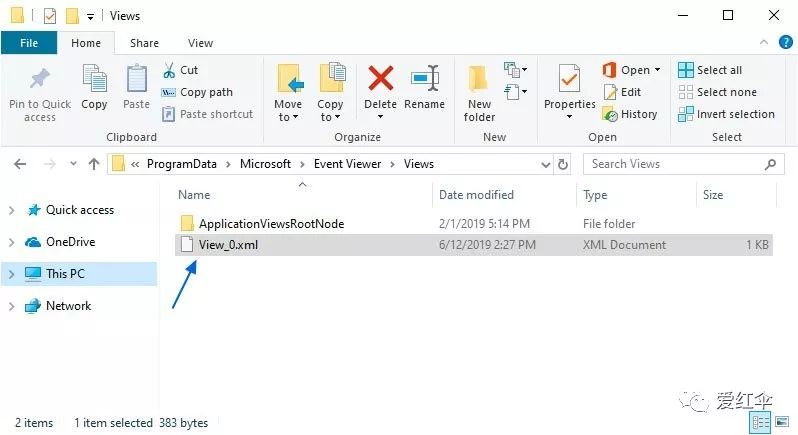 Views
File Home Share View
Pin to Quick access
Copy
Paste
Cut
Copy path
Paste shortcut
Clipboard
Move to
Copy to
Delete
Rename
Organize
New folder
New
Properties
Open
Edit
History
Open
Select all
Select none
Invert selection
Select
« ProgramData > Microsoft > Event Viewer > Views
Search Views
Quick access
OneDrive
This PC
Network
Name Date modified Type Size
ApplicationViewsRootNode 2/1/2019 5:14 PM File folder
View_0.xml 6/12/2019 2:27 PM XML Document 1 KB
2 items 1 item selected 383 bytes
爱红伞